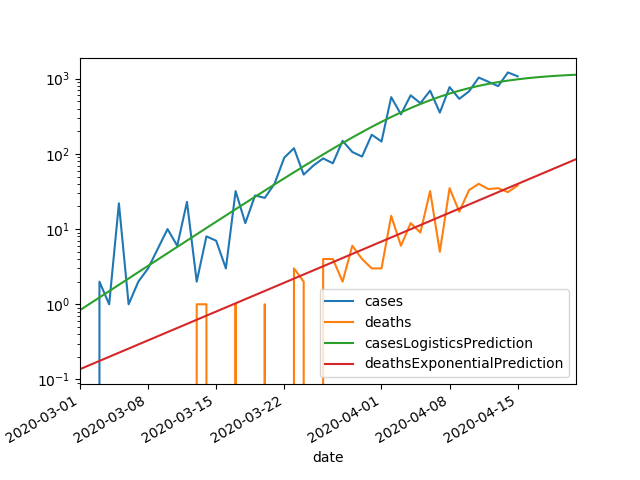 10³
10²
10¹
10⁰
10⁻¹
cases
deaths
casesLogisticsPrediction
deathsExponentialPrediction
2020-03-01
2020-03-08
2020-03-15
2020-03-22
2020-04-01
2020-04-08
2020-04-15
date